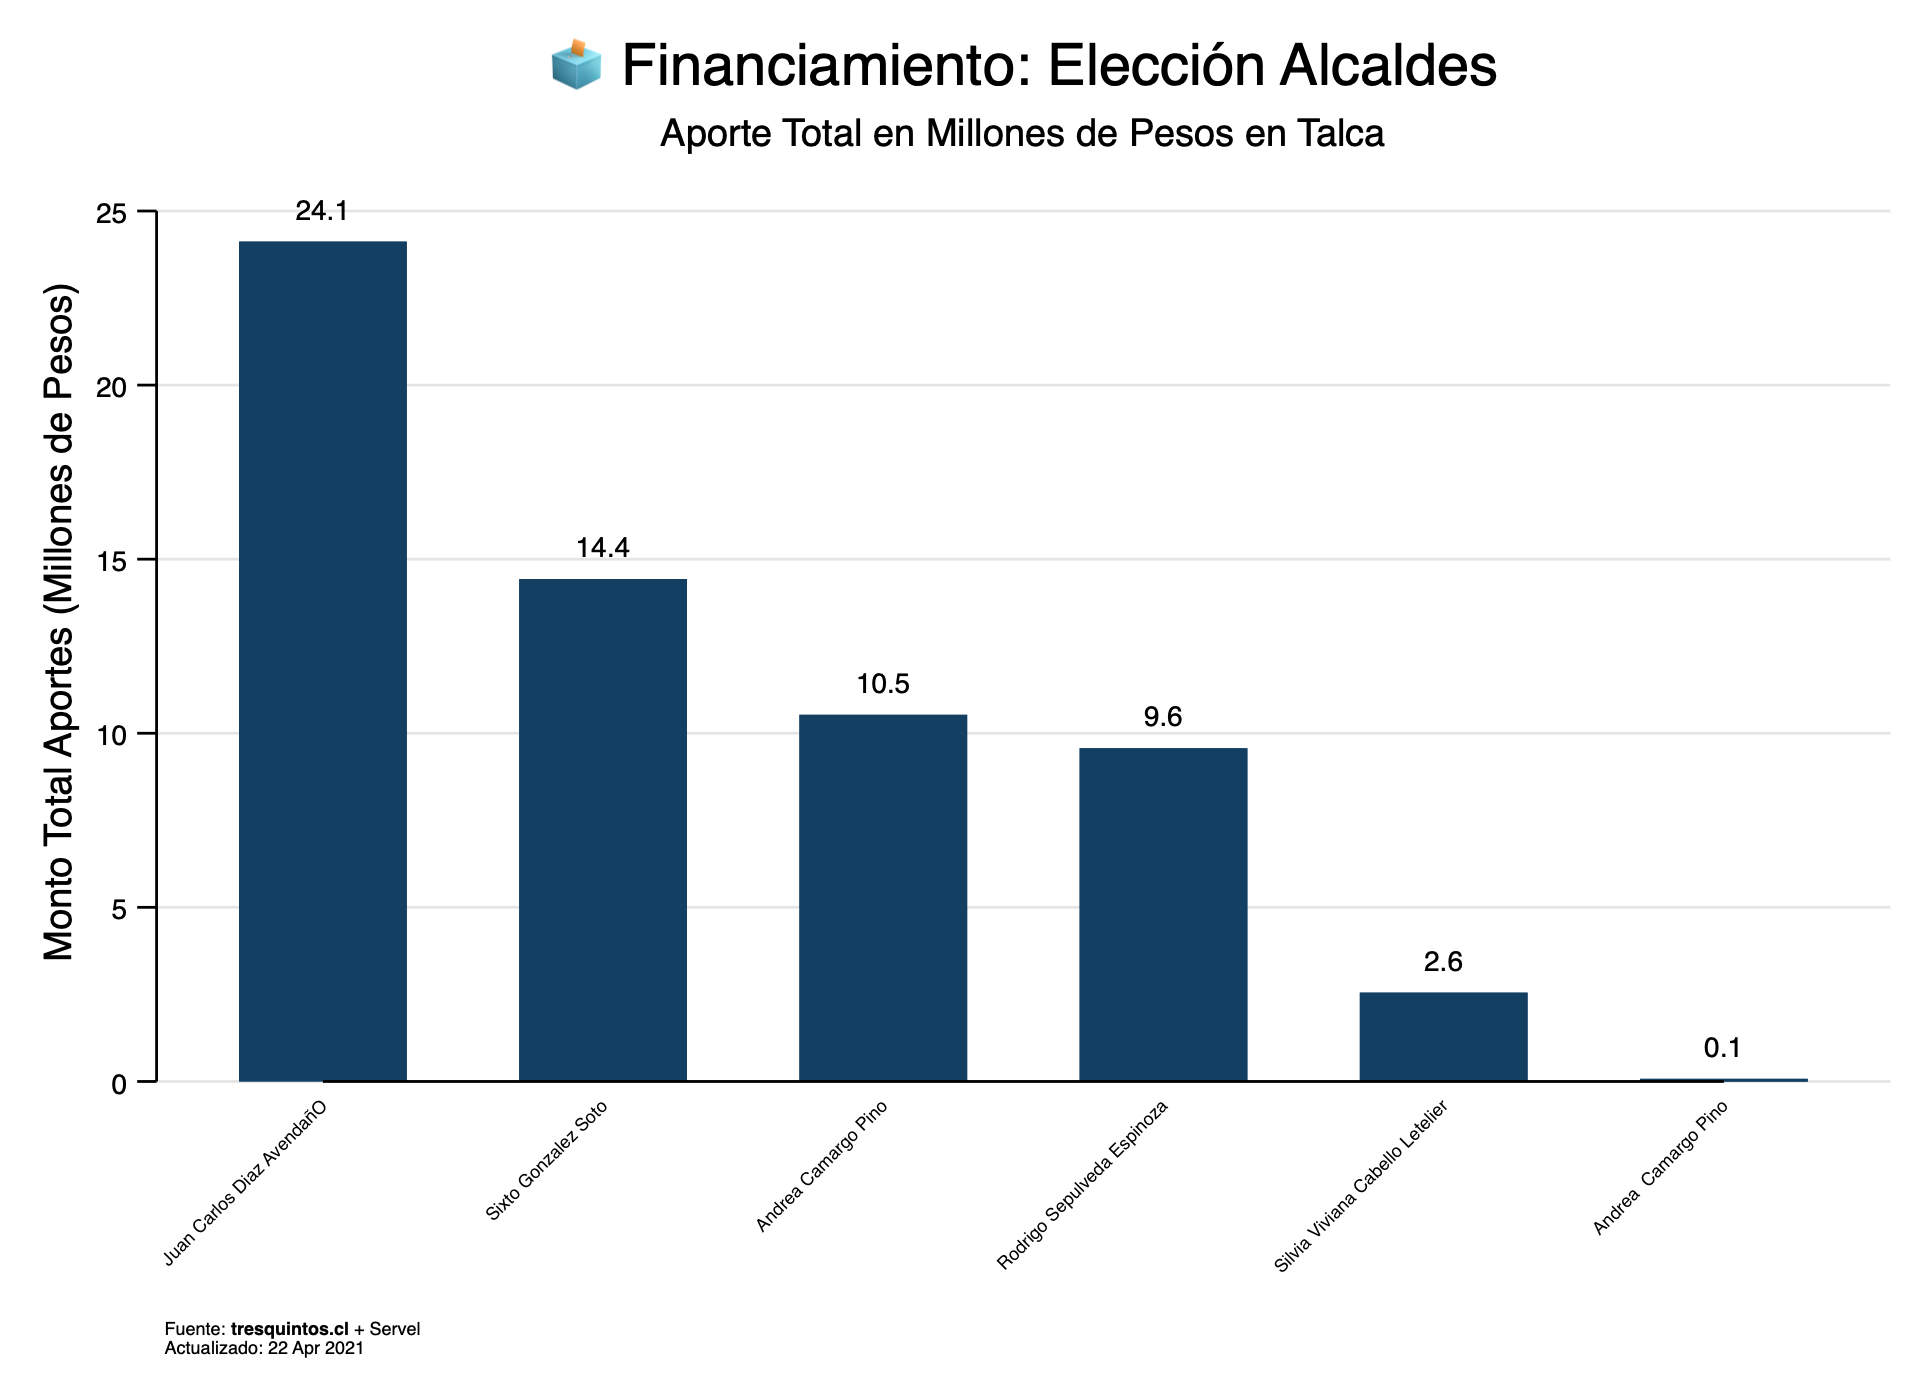 Financiamiento: Elección Alcaldes
Aporte Total en Millones de Pesos en Talca
Monto Total Aportes (Millones de Pesos)
25
20
15
10
5
0
24.1
14.4
10.5
9.6
2.6
0.1
Juan Carlos Diaz AvendañO
Sixto Gonzalez Soto
Andrea Camargo Pino
Rodrigo Sepulveda Espinoza
Silvia Viviana Cabello Letelier
Andrea  Camargo Pino
Fuente: tresquintos.cl + Servel
Actualizado: 22 Apr 2021